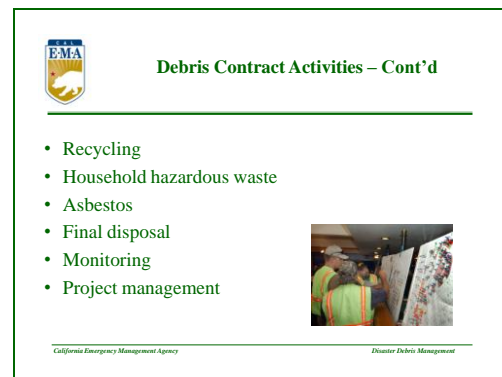 CAL
E·M·A
Debris Contract Activities – Cont’d
• Recycling
• Household hazardous waste
• Asbestos
• Final disposal
• Monitoring
• Project management
California Emergency Management Agency
Disaster Debris Management